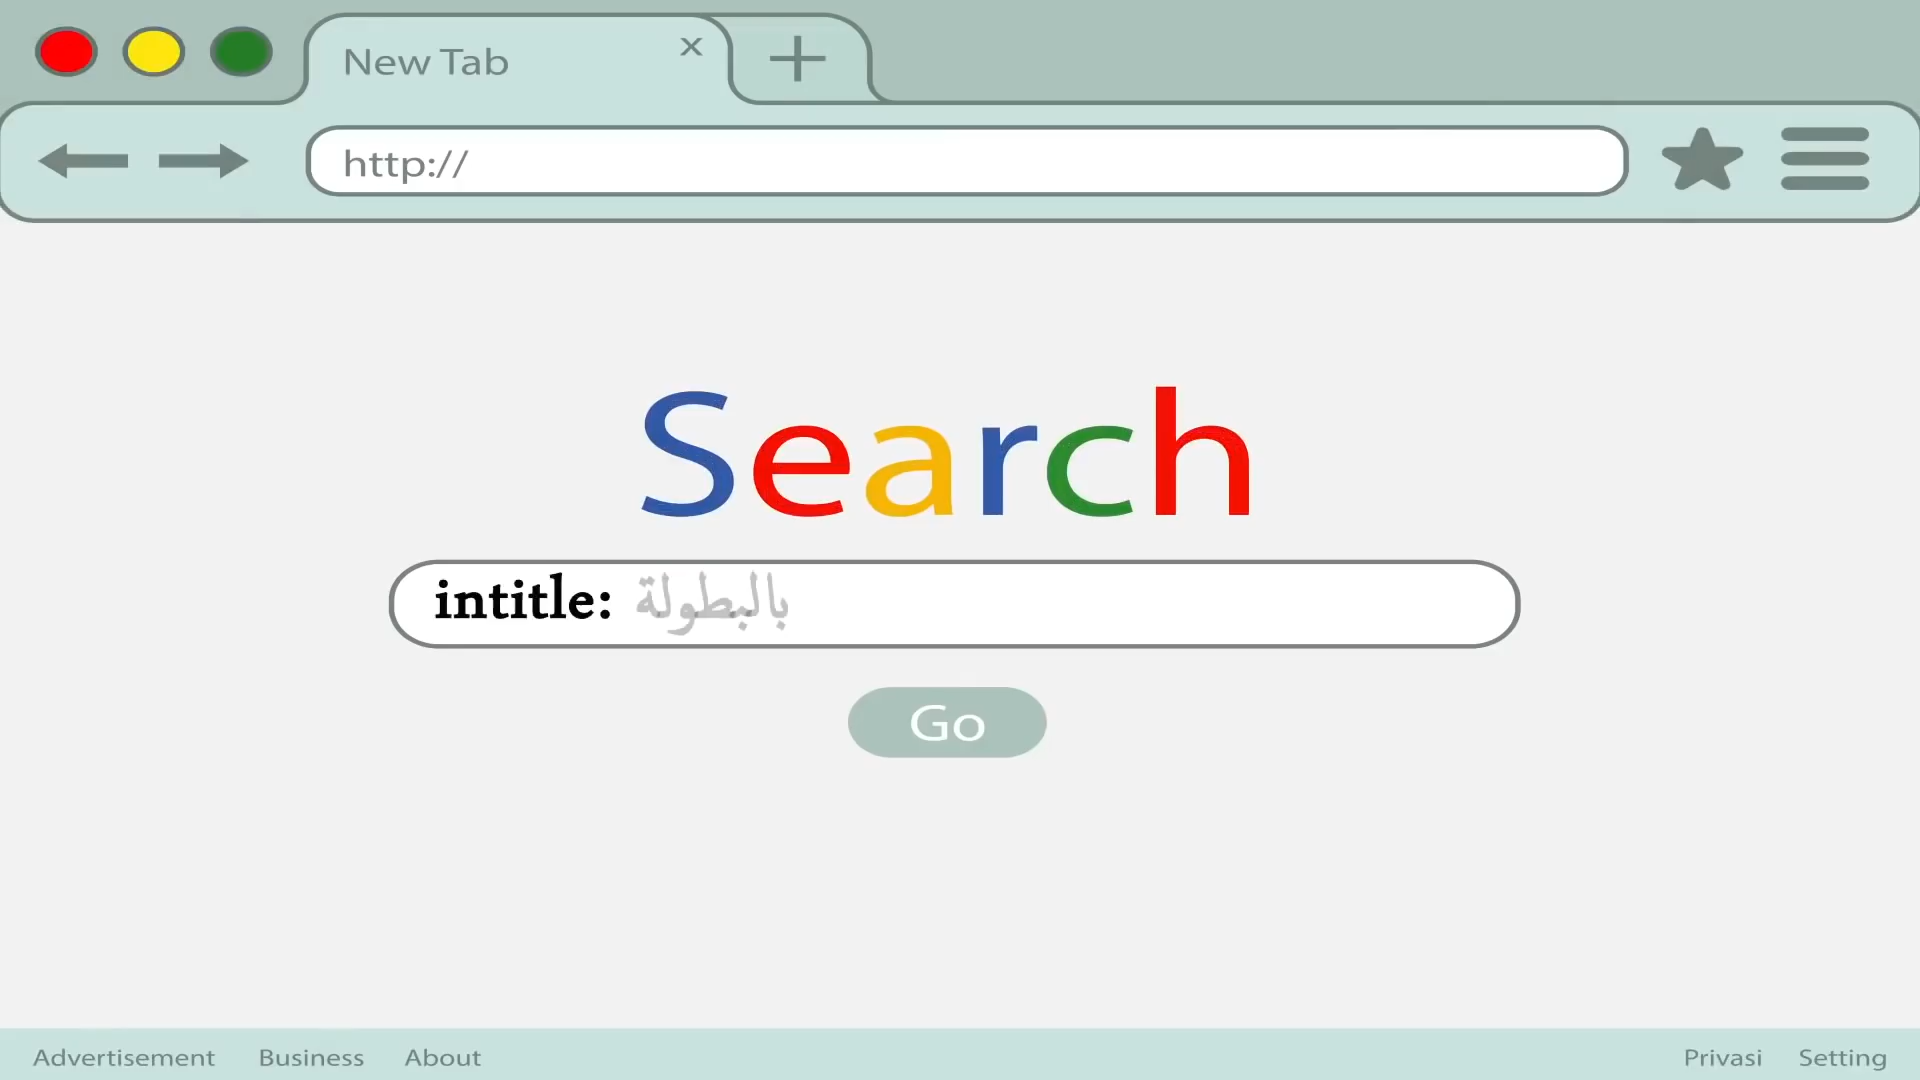 New Tab ×
http://
Search
intitle: بالبطولة
Go
Advertisement Business About Privasi Setting